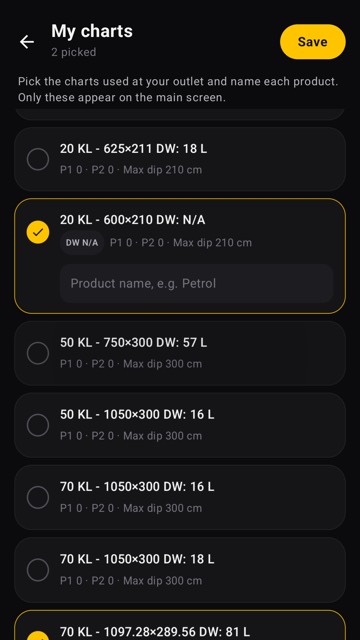 My charts
2 picked
Save
Pick the charts used at your outlet and name each product.
Only these appear on the main screen.
20 KL - 625×211 DW: 18 L
P1 0 · P2 0 · Max dip 210 cm
20 KL - 600×210 DW: N/A
DW N/A P1 0 · P2 0 · Max dip 210 cm
Product name, e.g. Petrol
50 KL - 750×300 DW: 57 L
P1 0 · P2 0 · Max dip 300 cm
50 KL - 1050×300 DW: 16 L
P1 0 · P2 0 · Max dip 300 cm
70 KL - 1050×300 DW: 16 L
P1 0 · P2 0 · Max dip 300 cm
70 KL - 1050×300 DW: 18 L
P1 0 · P2 0 · Max dip 300 cm
70 KL - 1097.28×289.56 DW: 81 L